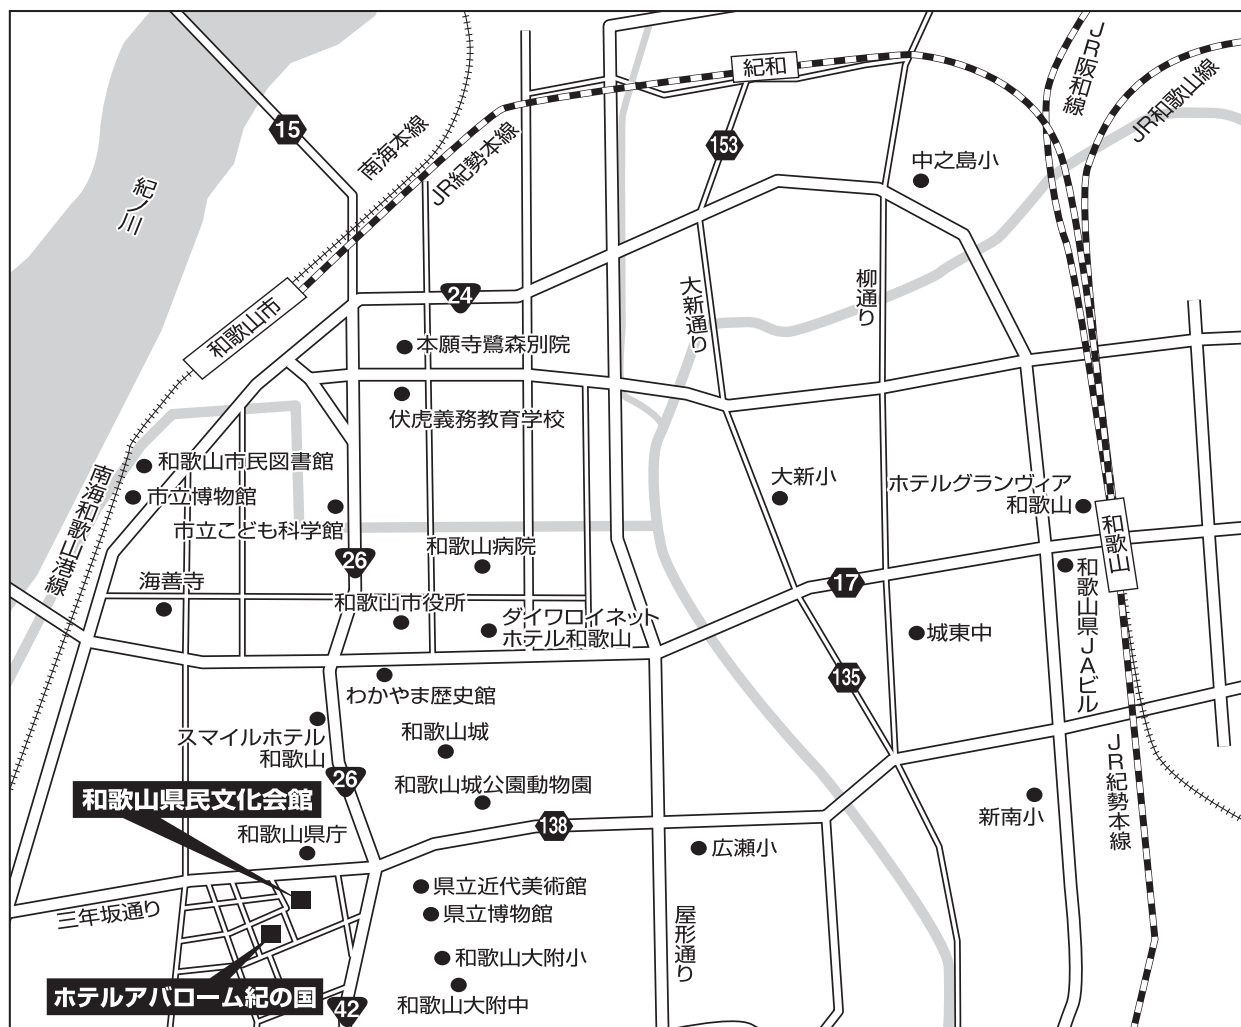 紀和
JR阪和線
JR和歌山線
15
南海本線
JR紀勢本線
153
中之島小
紀ノ川
24
大新通り
柳通り
和歌山市
本願寺鷺森別院
伏虎義務教育学校
和歌山市民図書館
市立博物館
市立こども科学館
南海和歌山港線
大新小
ホテルグランヴィア
和歌山
和歌山
和歌山病院
26
海善寺
17
和歌山県JAビル
和歌山市役所
ダイワロイネット
ホテル和歌山
城東中
わかやま歴史館
135
スマイルホテル
和歌山
和歌山城
26
和歌山城公園動物園
JR紀勢本線
和歌山県民文化会館
新南小
138
和歌山県庁
広瀬小
県立近代美術館
三年坂通り
県立博物館
屋形通り
和歌山大附小
ホテルアバローム紀の国
42
和歌山大附中